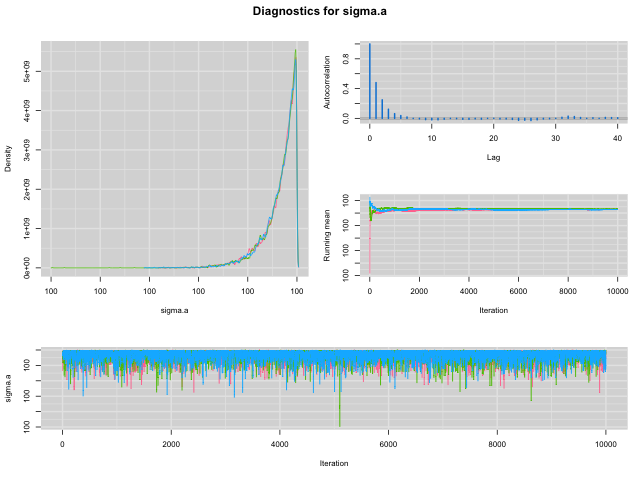 Diagnostics for sigma.a
Density
0e+00 1e+09 2e+09 3e+09 4e+09 5e+09
100 100 100 100 100 100
sigma.a
Autocorrelation
0.0 0.4 0.8
0 10 20 30 40
Lag
Running mean
100 100 100 100
0 2000 4000 6000 8000 10000
Iteration
sigma.a
100 100 100
0 2000 4000 6000 8000 10000
Iteration